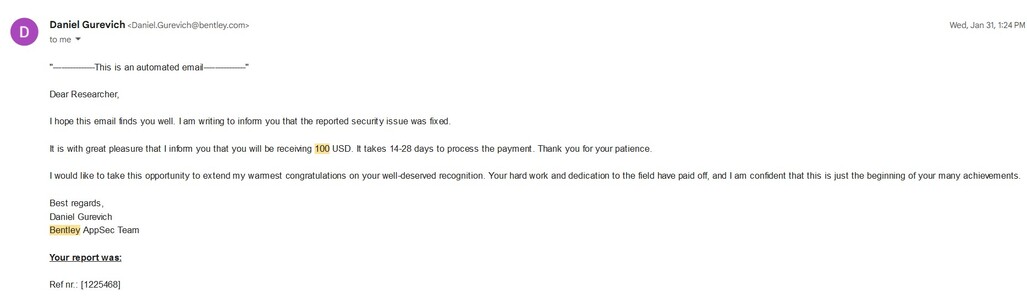 D
Daniel Gurevich <Daniel.Gurevich@bentley.com>
Wed, Jan 31, 1:24 PM
to me
"---------------This is an automated email---------------"
Dear Researcher,
I hope this email finds you well. I am writing to inform you that the reported security issue was fixed.
It is with great pleasure that I inform you that you will be receiving 100 USD. It takes 14-28 days to process the payment. Thank you for your patience.
I would like to take this opportunity to extend my warmest congratulations on your well-deserved recognition. Your hard work and dedication to the field have paid off, and I am confident that this is just the beginning of your many achievements.
Best regards,
Daniel Gurevich
Bentley AppSec Team
Your report was:
Ref nr.: [1225468]